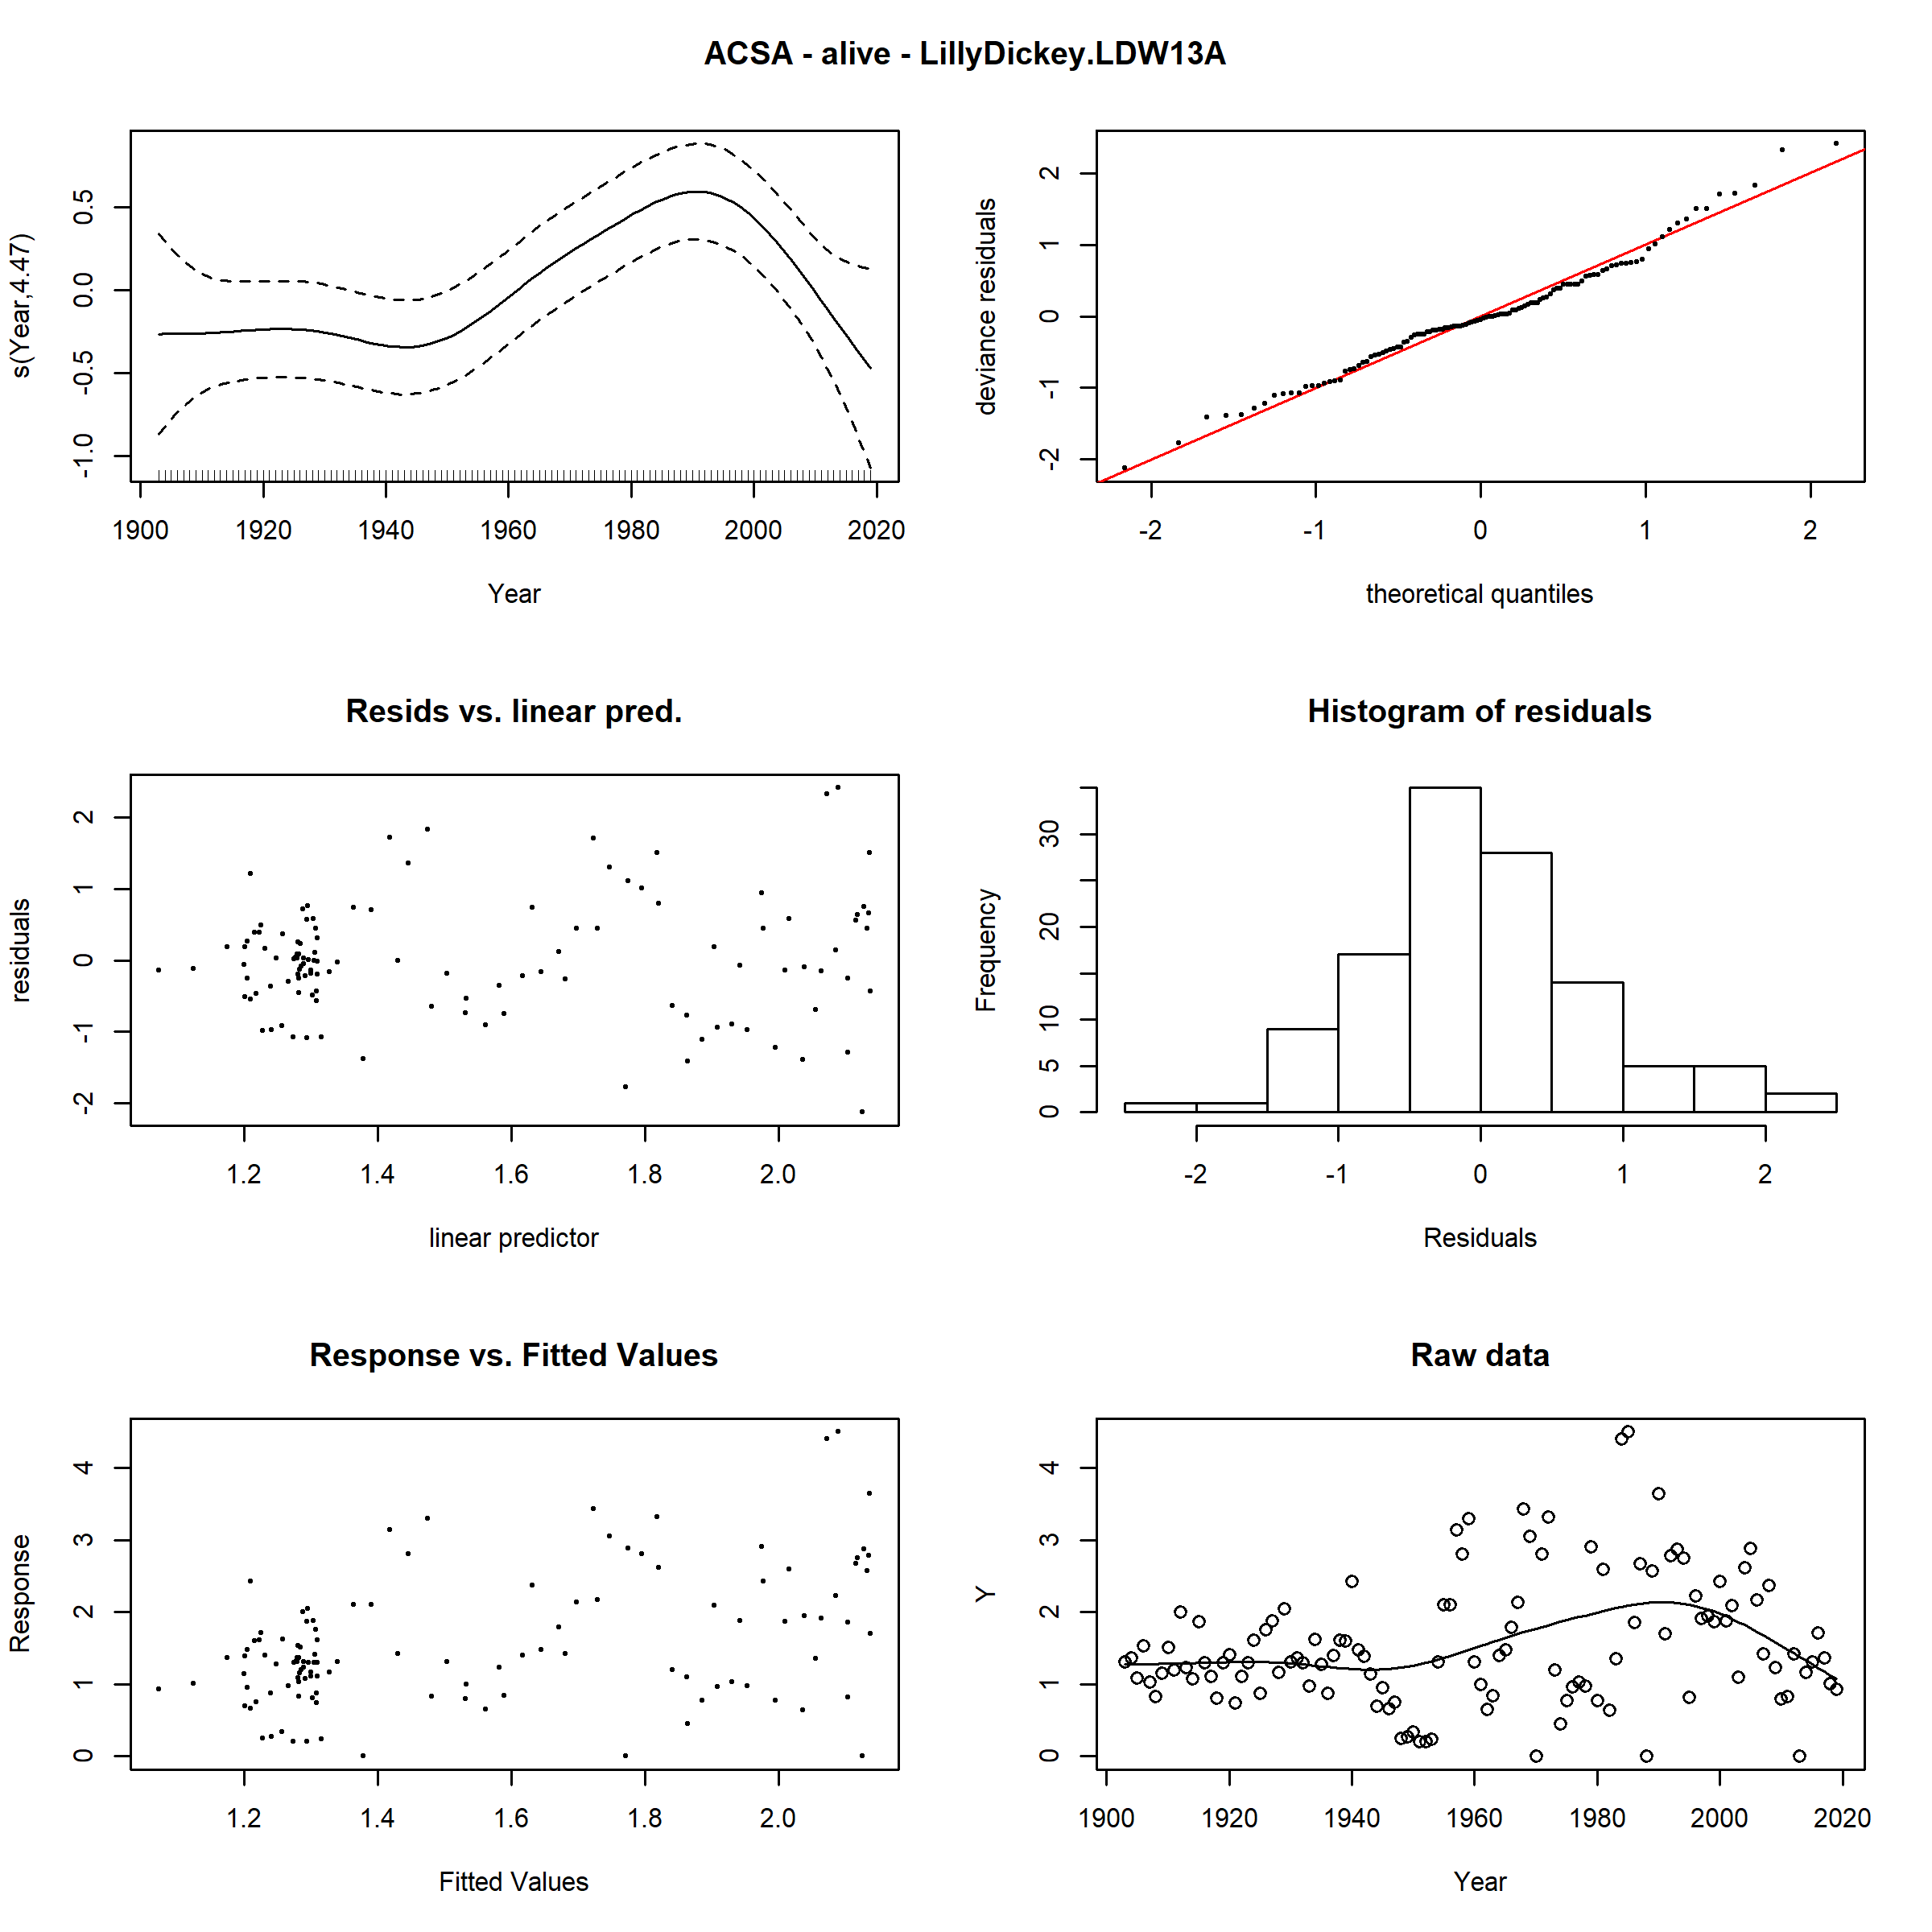 ACSA - alive - LillyDickey.LDW13A
s(Year,4.47)
-1.0 -0.5 0.0 0.5
1900 1920 1940 1960 1980 2000 2020
Year
deviance residuals
-2 -1 0 1 2
-2 -1 0 1 2
theoretical quantiles
Resids vs. linear pred.
residuals
-2 -1 0 1 2
1.2 1.4 1.6 1.8 2.0
linear predictor
Histogram of residuals
Frequency
0 5 10 20 30
-2 -1 0 1 2
Residuals
Response vs. Fitted Values
Response
0 1 2 3 4
1.2 1.4 1.6 1.8 2.0
Fitted Values
Raw data
Y
0 1 2 3 4
1900 1920 1940 1960 1980 2000 2020
Year